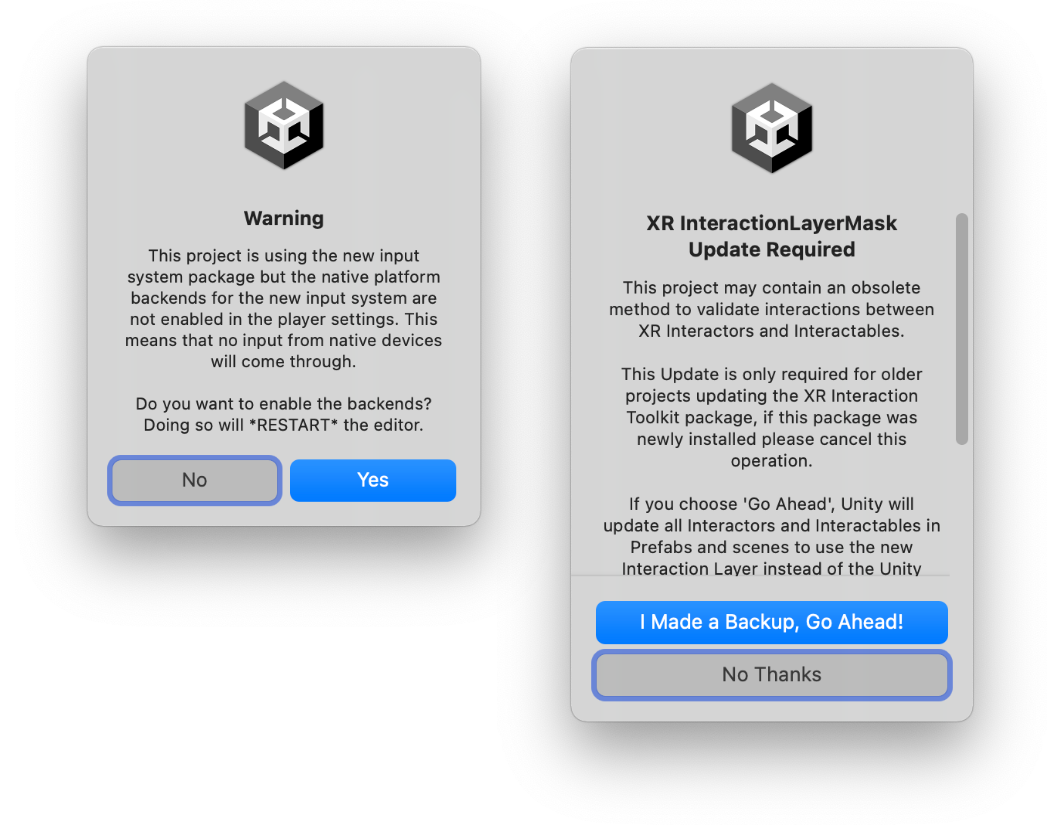 Warning
This project is using the new input
system package but the native platform
backends for the new input system are
not enabled in the player settings. This
means that no input from native devices
will come through.
Do you want to enable the backends?
Doing so will *RESTART* the editor.
No
Yes
XR InteractionLayerMask
Update Required
This project may contain an obsolete
method to validate interactions between
XR Interactors and Interactables.
This Update is only required for older
projects updating the XR Interaction
Toolkit package, if this package was
newly installed please cancel this
operation.
If you choose 'Go Ahead', Unity will
update all Interactors and Interactables in
Prefabs and scenes to use the new
Interaction Layer instead of the Unity
I Made a Backup, Go Ahead!
No Thanks